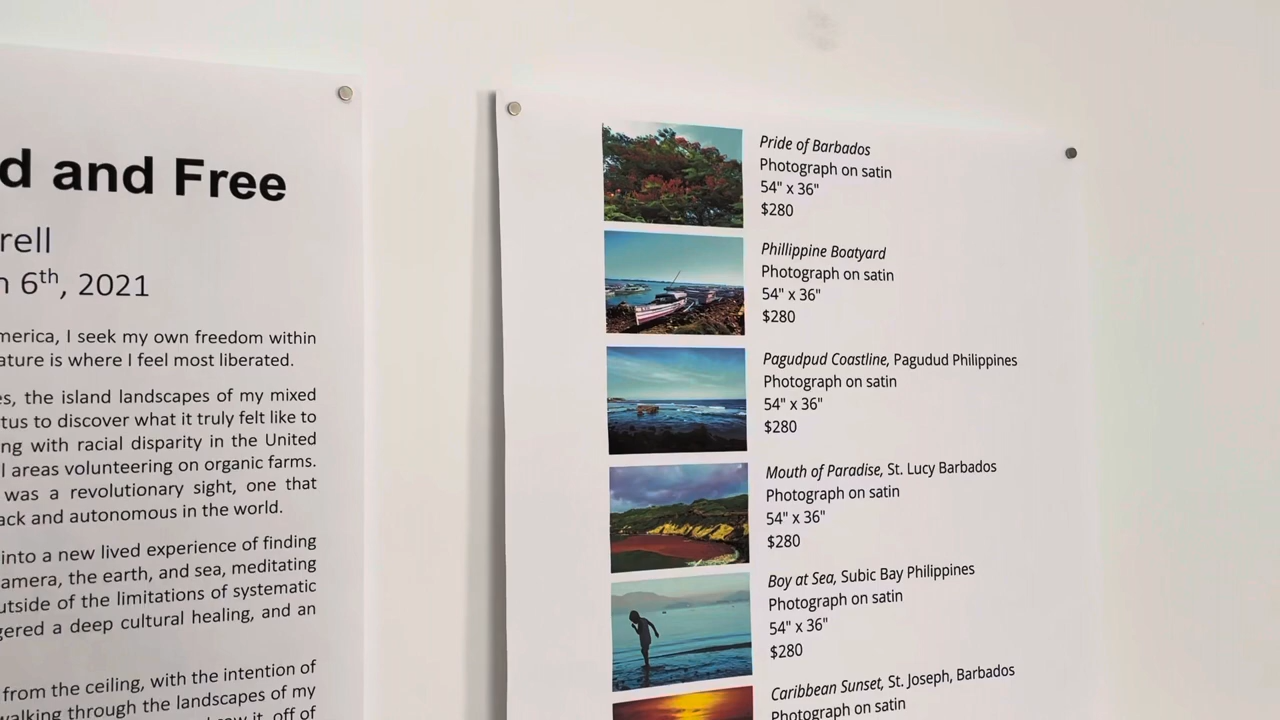 d and Free
rell
6th, 2021
merica, I seek my own freedom within
ature is where I feel most liberated.
es, the island landscapes of my mixed
tus to discover what it truly felt like to
ng with racial disparity in the United
l areas volunteering on organic farms.
was a revolutionary sight, one that
ack and autonomous in the world.
into a new lived experience of finding
amera, the earth, and sea, meditating
utside of the limitations of systematic
gered a deep cultural healing, and an
from the ceiling, with the intention of
walking through the landscapes of my
saw it, off of
Pride of Barbados
Photograph on satin
54" x 36"
$280
Phillippine Boatyard
Photograph on satin
54" x 36"
$280
Pagudpud Coastline, Pagudud Philippines
Photograph on satin
54" x 36"
$280
Mouth of Paradise, St. Lucy Barbados
Photograph on satin
54" x 36"
$280
Boy at Sea, Subic Bay Philippines
Photograph on satin
54" x 36"
$280
Caribbean Sunset, St. Joseph, Barbados
Photograph on satin